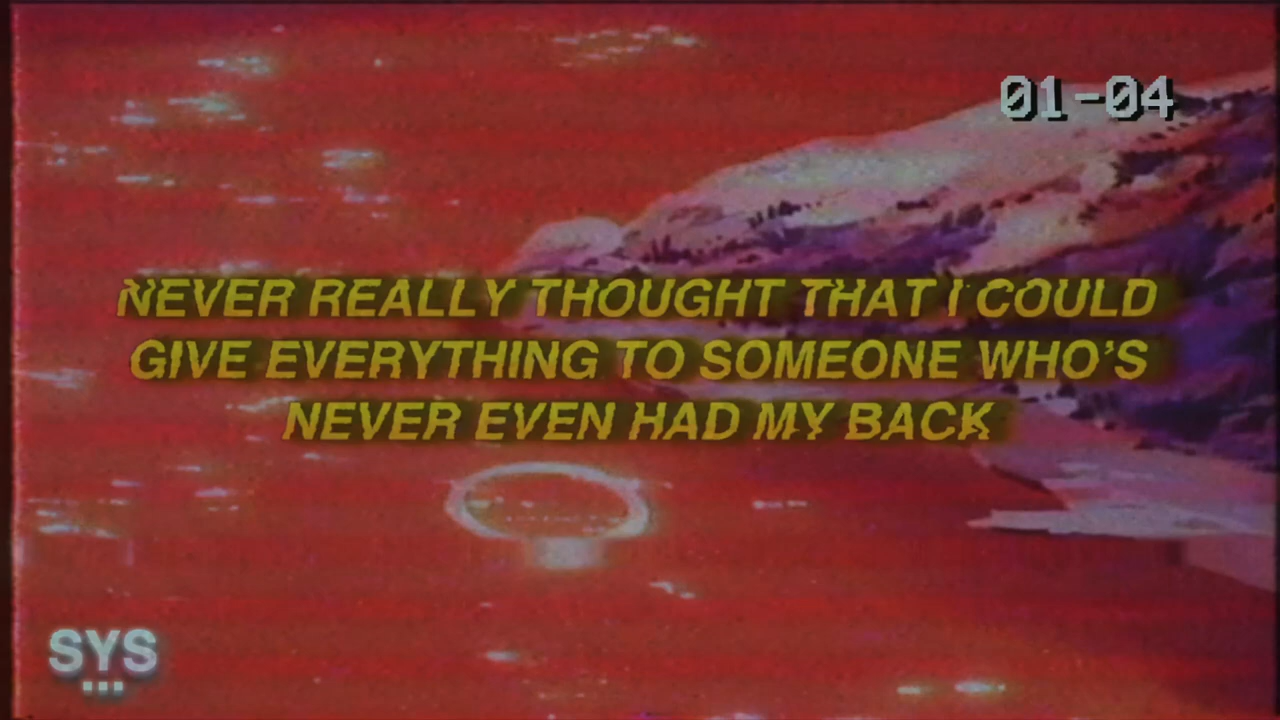 01-04
NEVER REALLY THOUGHT THAT I COULD
GIVE EVERYTHING TO SOMEONE WHO'S
NEVER EVEN HAD MY BACK
SYS